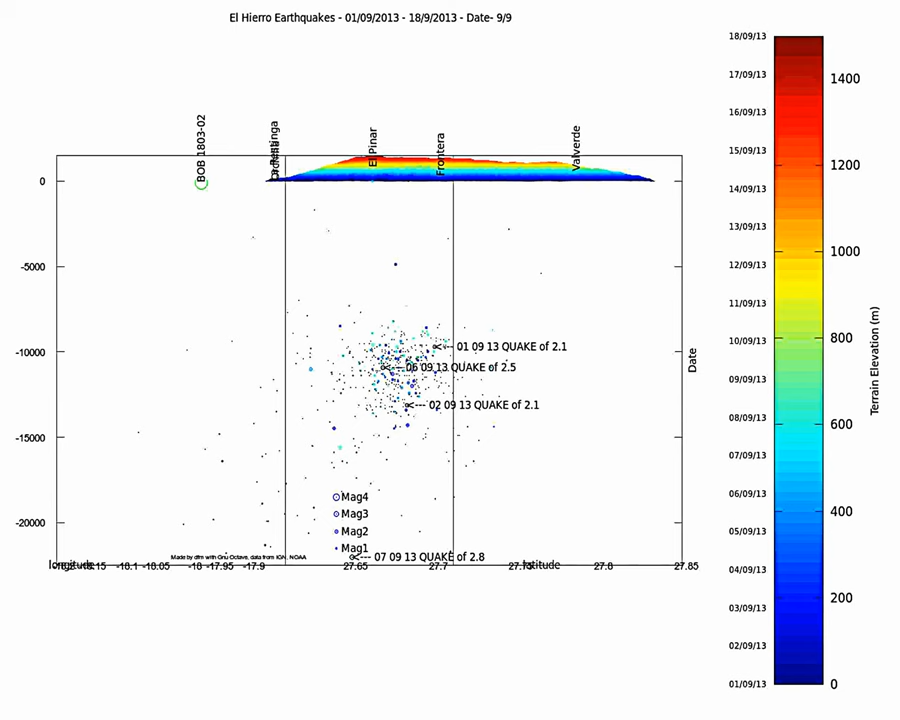 El Hierro Earthquakes - 01/09/2013 - 18/9/2013 - Date- 9/9
18/09/13
17/09/13
16/09/13
15/09/13
14/09/13
13/09/13
12/09/13
11/09/13
10/09/13
09/09/13
08/09/13
07/09/13
06/09/13
05/09/13
04/09/13
03/09/13
02/09/13
01/09/13
1400
1200
1000
800
600
400
200
0
Terrain Elevation (m)
Date
BOB 1803-02
El Pinar
Frontera
Valverde
0
-5000
-10000
-15000
-20000
<--- 01 09 13 QUAKE of 2.1
<--- 06 09 13 QUAKE of 2.5
<--- 02 09 13 QUAKE of 2.1
Mag4
Mag3
Mag2
Mag1
<--- 07 09 13 QUAKE of 2.8
Made by dfm with Gnu Octave, data from IGN, NOAA
longitude
-18.1
-18.05
-18
-17.95
-17.9
27.65
27.7
latitude
27.8
27.85